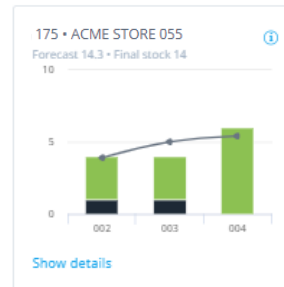 175 • ACME STORE 055
Forecast 14.3 • Final stock 14
10
5
0
002 003 004
Show details